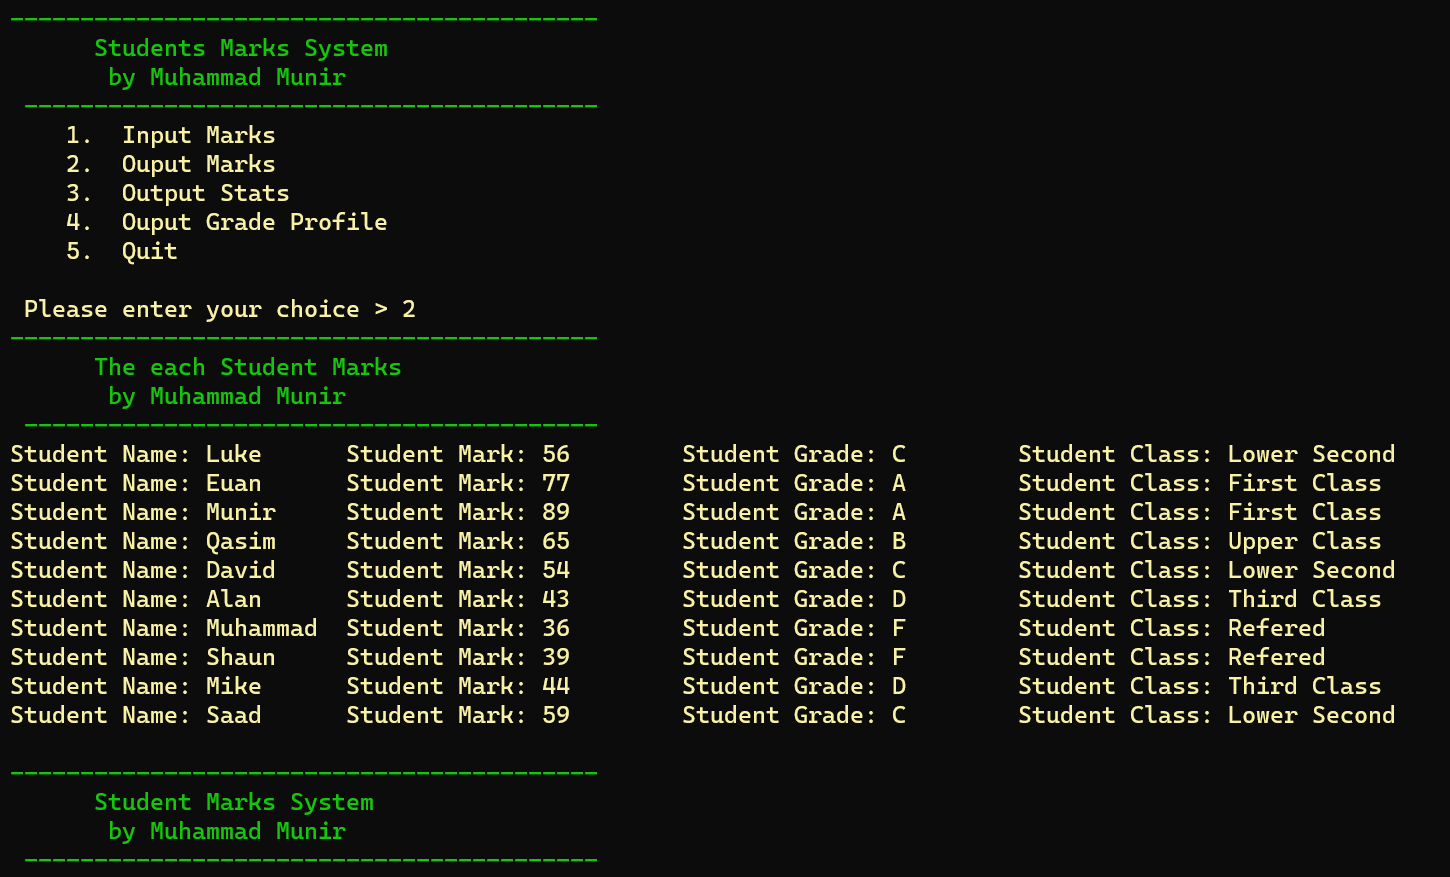 ------------------------------------------
Students Marks System
by Muhammad Munir
-----------------------------------------
1.  Input Marks
2.  Ouput Marks
3.  Output Stats
4.  Ouput Grade Profile
5.  Quit
Please enter your choice > 2
------------------------------------------
The each Student Marks
by Muhammad Munir
-----------------------------------------
Student Name: Luke      Student Mark: 56        Student Grade: C        Student Class: Lower Second
Student Name: Euan      Student Mark: 77        Student Grade: A        Student Class: First Class
Student Name: Munir     Student Mark: 89        Student Grade: A        Student Class: First Class
Student Name: Qasim     Student Mark: 65        Student Grade: B        Student Class: Upper Class
Student Name: David     Student Mark: 54        Student Grade: C        Student Class: Lower Second
Student Name: Alan      Student Mark: 43        Student Grade: D        Student Class: Third Class
Student Name: Muhammad  Student Mark: 36        Student Grade: F        Student Class: Refered
Student Name: Shaun     Student Mark: 39        Student Grade: F        Student Class: Refered
Student Name: Mike      Student Mark: 44        Student Grade: D        Student Class: Third Class
Student Name: Saad      Student Mark: 59        Student Grade: C        Student Class: Lower Second
------------------------------------------
Student Marks System
by Muhammad Munir
-----------------------------------------